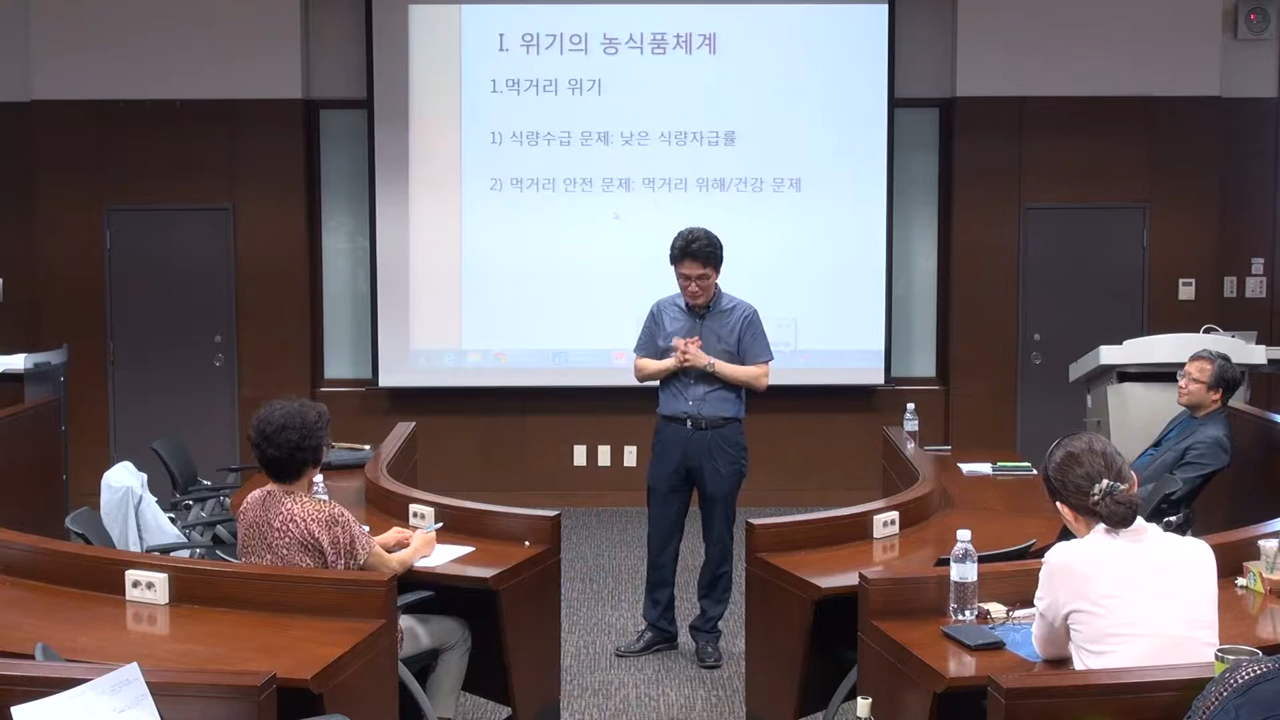 I. 위기의 농식품체계
1.먹거리 위기
1) 식량수급 문제: 낮은 식량자급률
2) 먹거리 안전 문제: 먹거리 위해/건강 문제